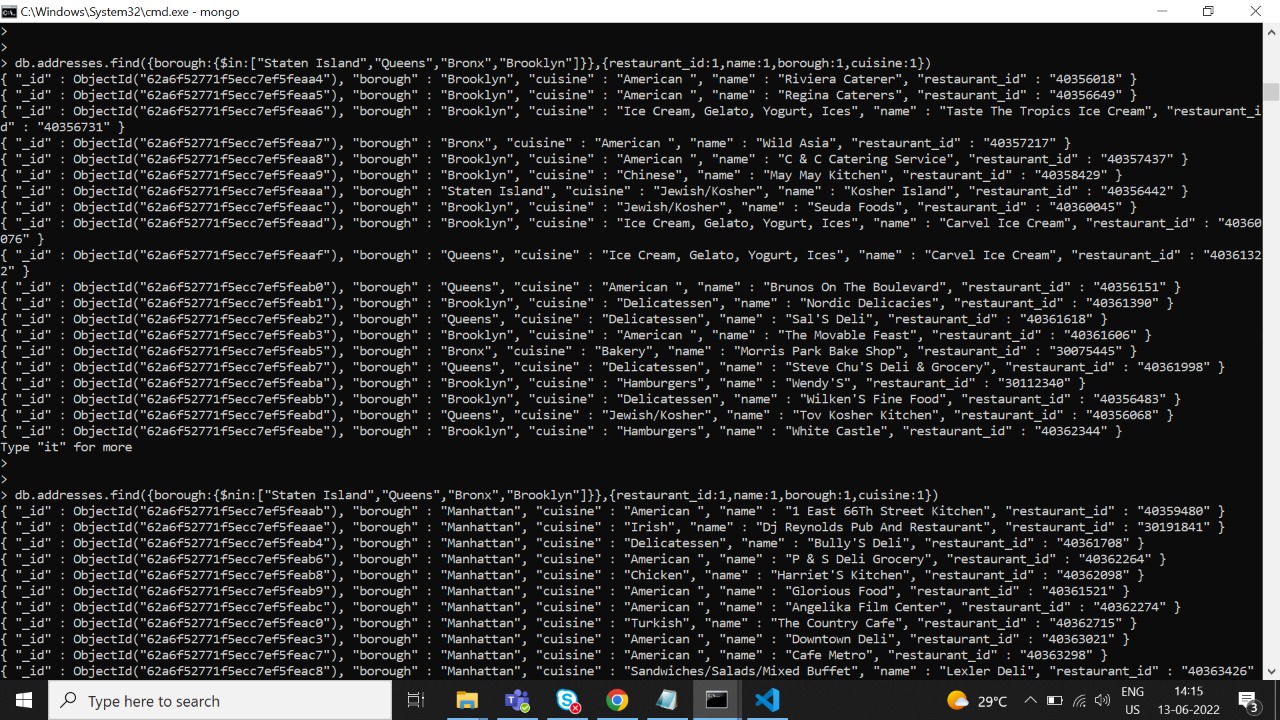 C:\Windows\System32\cmd.exe - mongo
>
>
> db.addresses.find({borough:{$in:["Staten Island","Queens","Bronx","Brooklyn"]}},{restaurant_id:1,name:1,borough:1,cuisine:1})
{ "_id" : ObjectId("62a6f52771f5ecc7ef5feaa4"), "borough" : "Brooklyn", "cuisine" : "American ", "name" : "Riviera Caterer", "restaurant_id" : "40356018" }
{ "_id" : ObjectId("62a6f52771f5ecc7ef5feaa5"), "borough" : "Brooklyn", "cuisine" : "American ", "name" : "Regina Caterers", "restaurant_id" : "40356649" }
{ "_id" : ObjectId("62a6f52771f5ecc7ef5feaa6"), "borough" : "Brooklyn", "cuisine" : "Ice Cream, Gelato, Yogurt, Ices", "name" : "Taste The Tropics Ice Cream", "restaurant_i
d" : "40356731" }
{ "_id" : ObjectId("62a6f52771f5ecc7ef5feaa7"), "borough" : "Bronx", "cuisine" : "American ", "name" : "Wild Asia", "restaurant_id" : "40357217" }
{ "_id" : ObjectId("62a6f52771f5ecc7ef5feaa8"), "borough" : "Brooklyn", "cuisine" : "American ", "name" : "C & C Catering Service", "restaurant_id" : "40357437" }
{ "_id" : ObjectId("62a6f52771f5ecc7ef5feaa9"), "borough" : "Brooklyn", "cuisine" : "Chinese", "name" : "May May Kitchen", "restaurant_id" : "40358429" }
{ "_id" : ObjectId("62a6f52771f5ecc7ef5feaaa"), "borough" : "Staten Island", "cuisine" : "Jewish/Kosher", "name" : "Kosher Island", "restaurant_id" : "40356442" }
{ "_id" : ObjectId("62a6f52771f5ecc7ef5feaac"), "borough" : "Brooklyn", "cuisine" : "Jewish/Kosher", "name" : "Seuda Foods", "restaurant_id" : "40360045" }
{ "_id" : ObjectId("62a6f52771f5ecc7ef5feaad"), "borough" : "Brooklyn", "cuisine" : "Ice Cream, Gelato, Yogurt, Ices", "name" : "Carvel Ice Cream", "restaurant_id" : "40360
076" }
{ "_id" : ObjectId("62a6f52771f5ecc7ef5feaaf"), "borough" : "Queens", "cuisine" : "Ice Cream, Gelato, Yogurt, Ices", "name" : "Carvel Ice Cream", "restaurant_id" : "4036132
2" }
{ "_id" : ObjectId("62a6f52771f5ecc7ef5feab0"), "borough" : "Queens", "cuisine" : "American ", "name" : "Brunos On The Boulevard", "restaurant_id" : "40356151" }
{ "_id" : ObjectId("62a6f52771f5ecc7ef5feab1"), "borough" : "Brooklyn", "cuisine" : "Delicatessen", "name" : "Nordic Delicacies", "restaurant_id" : "40361390" }
{ "_id" : ObjectId("62a6f52771f5ecc7ef5feab2"), "borough" : "Queens", "cuisine" : "Delicatessen", "name" : "Sal'S Deli", "restaurant_id" : "40361618" }
{ "_id" : ObjectId("62a6f52771f5ecc7ef5feab3"), "borough" : "Brooklyn", "cuisine" : "American ", "name" : "The Movable Feast", "restaurant_id" : "40361606" }
{ "_id" : ObjectId("62a6f52771f5ecc7ef5feab5"), "borough" : "Bronx", "cuisine" : "Bakery", "name" : "Morris Park Bake Shop", "restaurant_id" : "30075445" }
{ "_id" : ObjectId("62a6f52771f5ecc7ef5feab7"), "borough" : "Queens", "cuisine" : "Delicatessen", "name" : "Steve Chu'S Deli & Grocery", "restaurant_id" : "40361998" }
{ "_id" : ObjectId("62a6f52771f5ecc7ef5feaba"), "borough" : "Brooklyn", "cuisine" : "Hamburgers", "name" : "Wendy'S", "restaurant_id" : "30112340" }
{ "_id" : ObjectId("62a6f52771f5ecc7ef5feabb"), "borough" : "Brooklyn", "cuisine" : "Delicatessen", "name" : "Wilken'S Fine Food", "restaurant_id" : "40356483" }
{ "_id" : ObjectId("62a6f52771f5ecc7ef5feabd"), "borough" : "Queens", "cuisine" : "Jewish/Kosher", "name" : "Tov Kosher Kitchen", "restaurant_id" : "40356068" }
{ "_id" : ObjectId("62a6f52771f5ecc7ef5feabe"), "borough" : "Brooklyn", "cuisine" : "Hamburgers", "name" : "White Castle", "restaurant_id" : "40362344" }
Type "it" for more
>
>
> db.addresses.find({borough:{$nin:["Staten Island","Queens","Bronx","Brooklyn"]}},{restaurant_id:1,name:1,borough:1,cuisine:1})
{ "_id" : ObjectId("62a6f52771f5ecc7ef5feaab"), "borough" : "Manhattan", "cuisine" : "American ", "name" : "1 East 66Th Street Kitchen", "restaurant_id" : "40359480" }
{ "_id" : ObjectId("62a6f52771f5ecc7ef5feaae"), "borough" : "Manhattan", "cuisine" : "Irish", "name" : "Dj Reynolds Pub And Restaurant", "restaurant_id" : "30191841" }
{ "_id" : ObjectId("62a6f52771f5ecc7ef5feab4"), "borough" : "Manhattan", "cuisine" : "Delicatessen", "name" : "Bully'S Deli", "restaurant_id" : "40361708" }
{ "_id" : ObjectId("62a6f52771f5ecc7ef5feab6"), "borough" : "Manhattan", "cuisine" : "American ", "name" : "P & S Deli Grocery", "restaurant_id" : "40362264" }
{ "_id" : ObjectId("62a6f52771f5ecc7ef5feab8"), "borough" : "Manhattan", "cuisine" : "Chicken", "name" : "Harriet'S Kitchen", "restaurant_id" : "40362098" }
{ "_id" : ObjectId("62a6f52771f5ecc7ef5feab9"), "borough" : "Manhattan", "cuisine" : "American ", "name" : "Glorious Food", "restaurant_id" : "40361521" }
{ "_id" : ObjectId("62a6f52771f5ecc7ef5feabc"), "borough" : "Manhattan", "cuisine" : "American ", "name" : "Angelika Film Center", "restaurant_id" : "40362274" }
{ "_id" : ObjectId("62a6f52771f5ecc7ef5feac0"), "borough" : "Manhattan", "cuisine" : "Turkish", "name" : "The Country Cafe", "restaurant_id" : "40362715" }
{ "_id" : ObjectId("62a6f52771f5ecc7ef5feac3"), "borough" : "Manhattan", "cuisine" : "American ", "name" : "Downtown Deli", "restaurant_id" : "40363021" }
{ "_id" : ObjectId("62a6f52771f5ecc7ef5feac7"), "borough" : "Manhattan", "cuisine" : "American ", "name" : "Cafe Metro", "restaurant_id" : "40363298" }
{ "_id" : ObjectId("62a6f52771f5ecc7ef5feac8"), "borough" : "Manhattan", "cuisine" : "Sandwiches/Salads/Mixed Buffet", "name" : "Lexler Deli", "restaurant_id" : "40363426"
Type here to search
29°C
ENG
US
14:15
13-06-2022
3